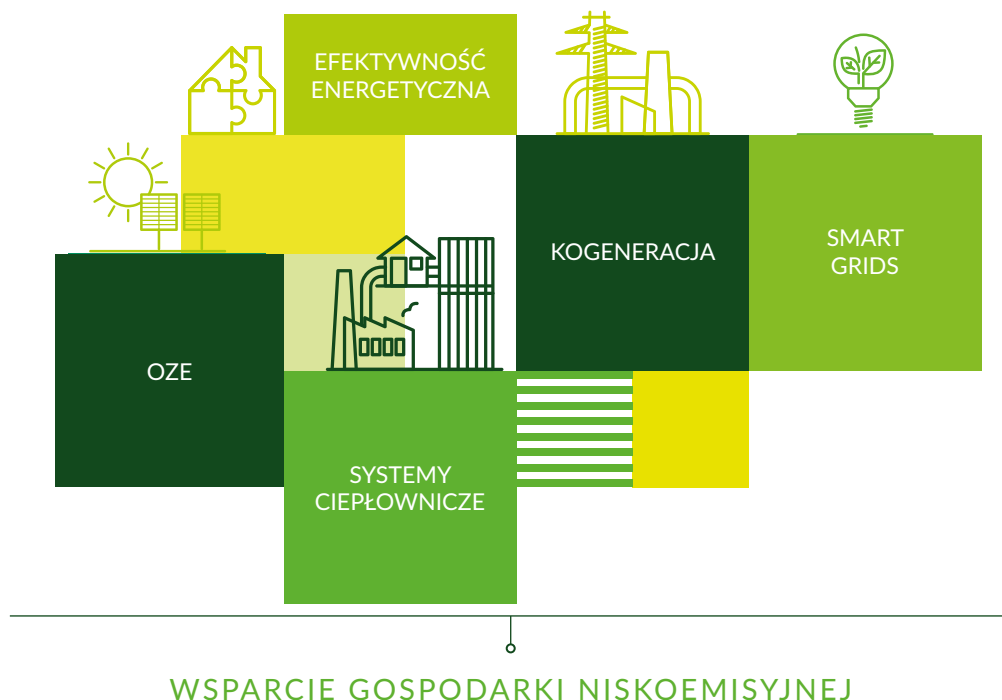 EFEKTYWNOŚĆ
ENERGETYCZNA
KOGENERACJA
SMART
GRIDS
OZE
SYSTEMY
CIEPŁOWNICZE
WSPARCIE GOSPODARKI NISKOEMISYJNEJ